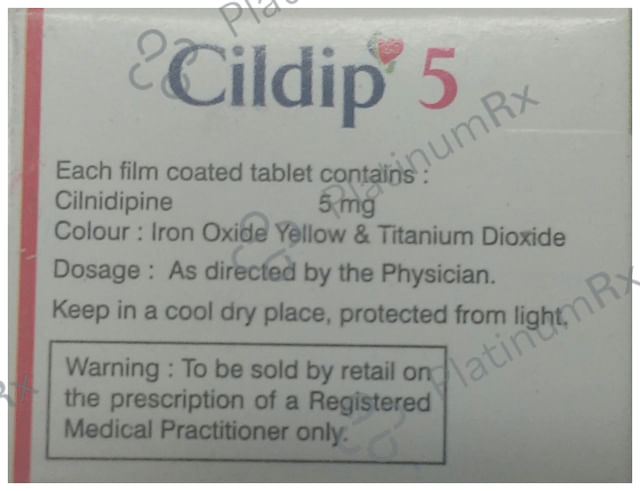 Cildip 5
Each film coated tablet contains :
Cilnidipine 5 mg
Colour : Iron Oxide Yellow & Titanium Dioxide
Dosage : As directed by the Physician.
Keep in a cool dry place, protected from light.
Warning : To be sold by retail on
the prescription of a Registered
Medical Practitioner only.
PlatinumRx
PlatinumRx